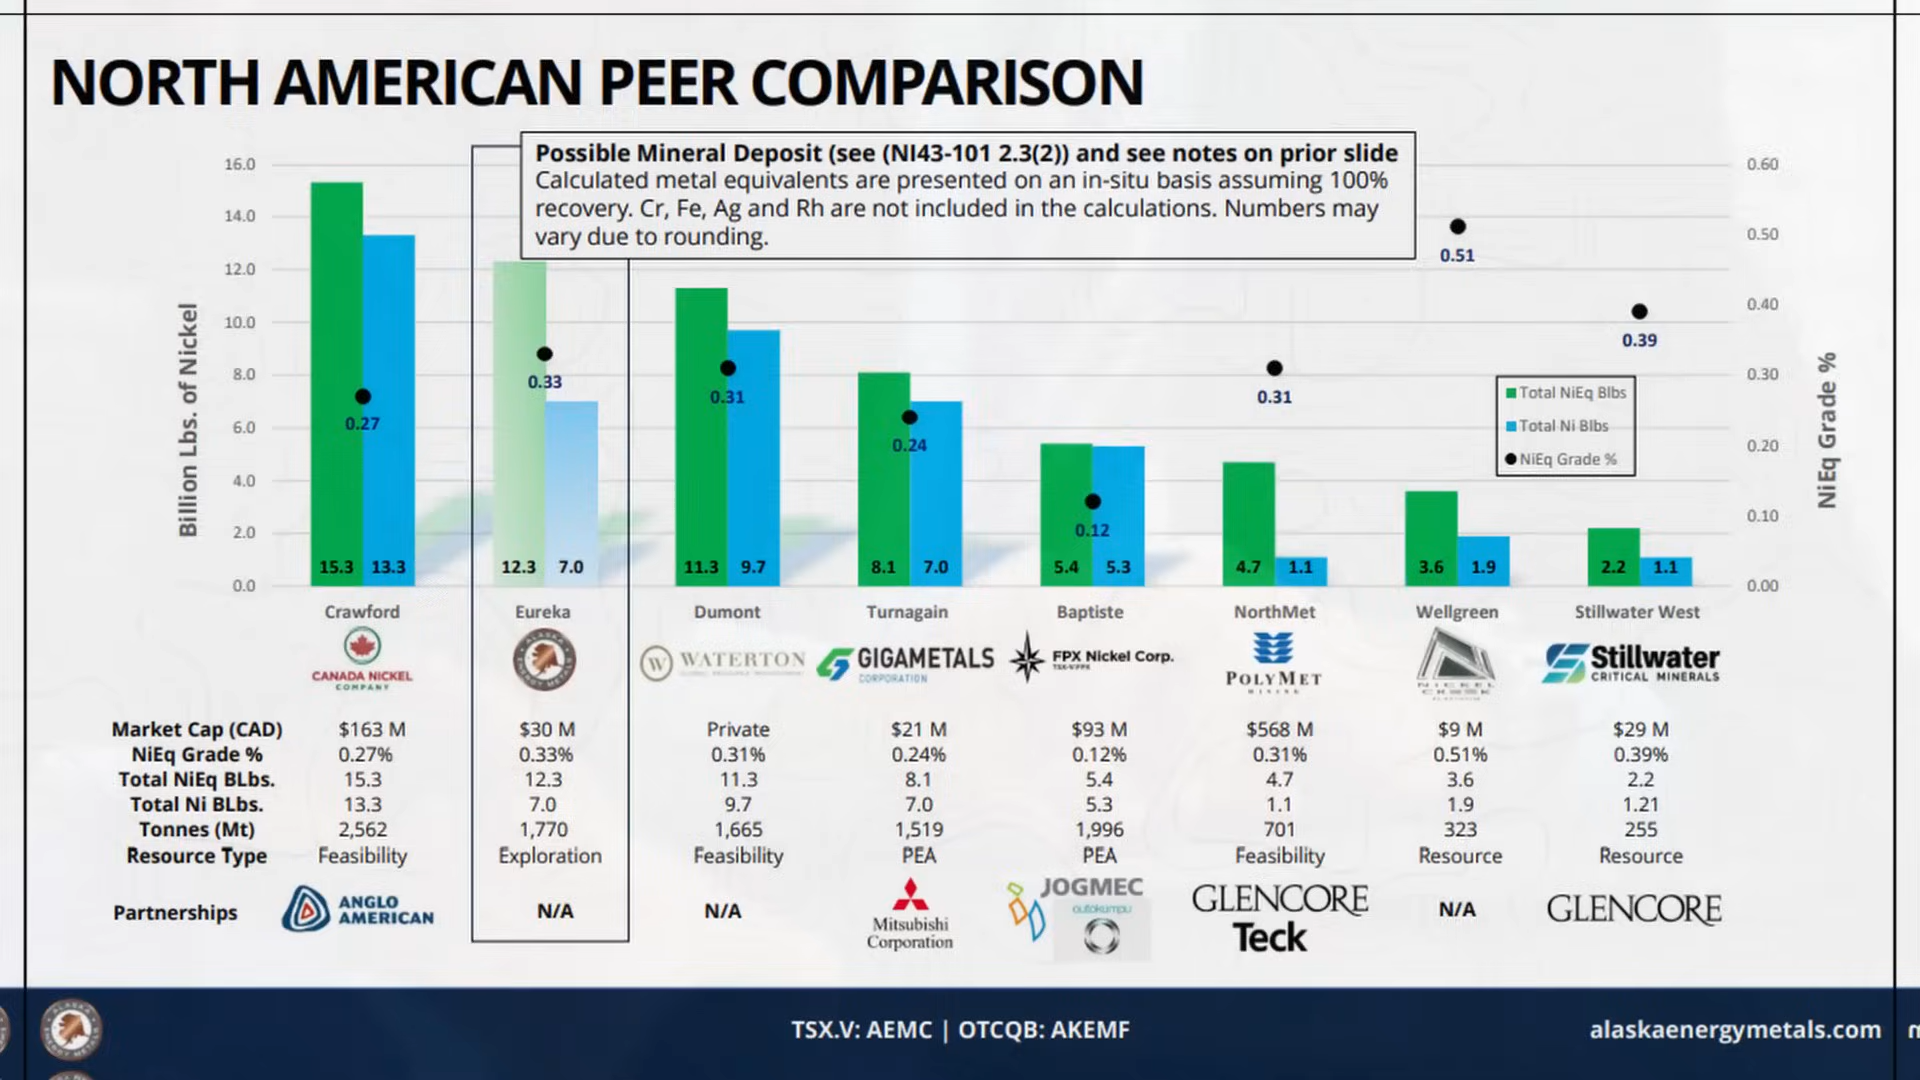 NORTH AMERICAN PEER COMPARISON
Possible Mineral Deposit (see (NI43-101 2.3(2)) and see notes on prior slide
Calculated metal equivalents are presented on an in-situ basis assuming 100%
recovery. Cr, Fe, Ag and Rh are not included in the calculations. Numbers may
vary due to rounding.
Billion Lbs. of Nickel
16.0
14.0
12.0
10.0
8.0
6.0
4.0
2.0
0.0
0.60
0.50
0.40
0.30
0.20
0.10
0.00
NiEq Grade %
0.27
0.33
0.31
0.24
0.12
0.31
0.51
0.39
Total NiEq Blbs
Total Ni Blbs
NiEq Grade %
15.3 13.3 12.3 7.0 11.3 9.7 8.1 7.0 5.4 5.3 4.7 1.1 3.6 1.9 2.2 1.1
Crawford Eureka Dumont Turnagain Baptiste NorthMet Wellgreen Stillwater West
CANADA NICKEL
COMPANY
ALASKA
ENERGY METALS
W WATERTON
GIGAMETALS
CORPORATION
FPX Nickel Corp.
POLYMET
MINING
NICKEL
CREEK
Stillwater
CRITICAL MINERALS
Market Cap (CAD) $163 M $30 M Private $21 M $93 M $568 M $9 M $29 M
NiEq Grade % 0.27% 0.33% 0.31% 0.24% 0.12% 0.31% 0.51% 0.39%
Total NiEq BLbs. 15.3 12.3 11.3 8.1 5.4 4.7 3.6 2.2
Total Ni BLbs. 13.3 7.0 9.7 7.0 5.3 1.1 1.9 1.21
Tonnes (Mt) 2,562 1,770 1,665 1,519 1,996 701 323 255
Resource Type Feasibility Exploration Feasibility PEA PEA Feasibility Resource Resource
Partnerships
ANGLO
AMERICAN
N/A
N/A
Mitsubishi
Corporation
JOGMEC
outokumpu
GLENCORE
Teck
N/A
GLENCORE
TSX.V: AEMC | OTCQB: AKEMF
alaskaenergymetals.com